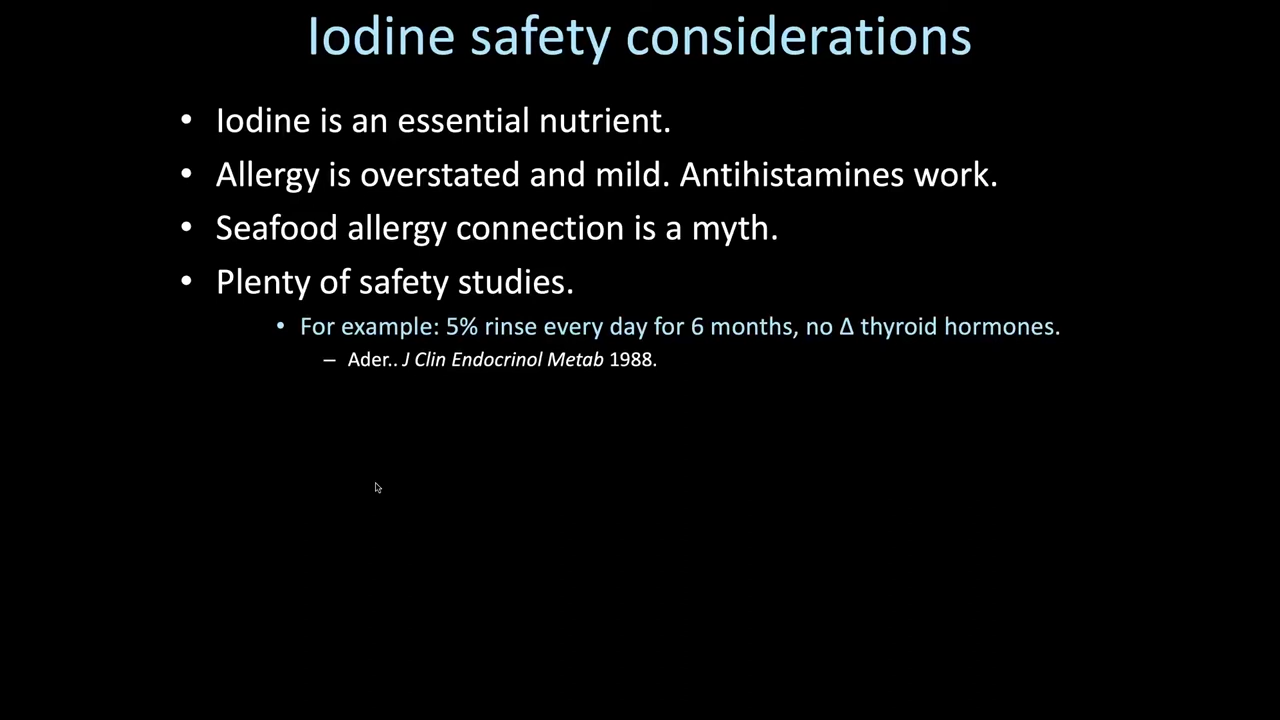 Iodine safety considerations
• Iodine is an essential nutrient.
• Allergy is overstated and mild. Antihistamines work.
• Seafood allergy connection is a myth.
• Plenty of safety studies.
• For example: 5% rinse every day for 6 months, no Δ thyroid hormones.
– Ader.. J Clin Endocrinol Metab 1988.